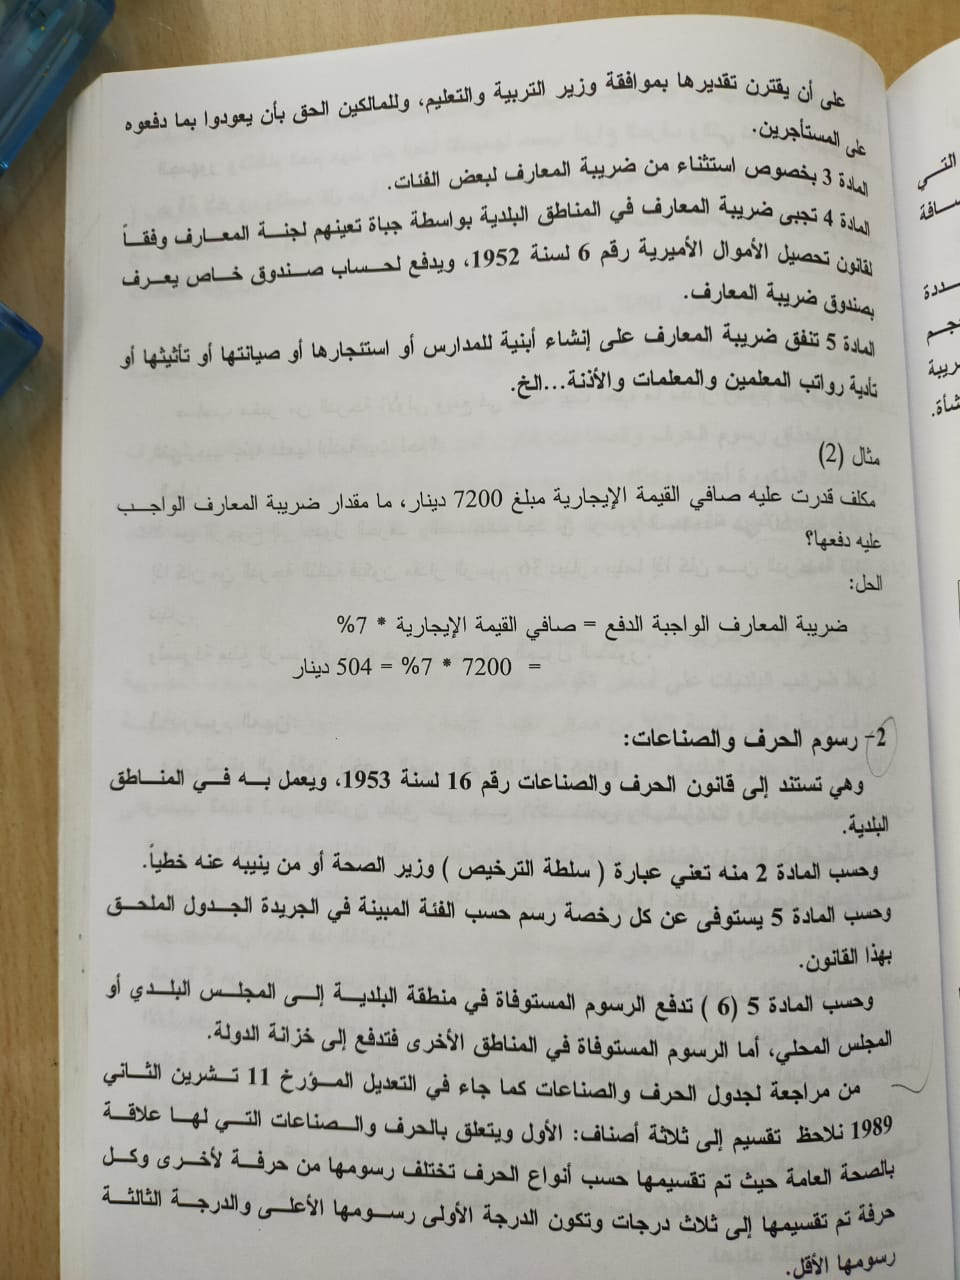 على أن يقترن تقديرها بموافقة وزير التربية والتعليم، وللمالكين الحق بأن يعودوا بما دفعوه
على المستأجرين.
المادة 3 بخصوص استثناء من ضريبة المعارف لبعض الفئات.
المادة 4 تجبى ضريبة المعارف في المناطق البلدية بواسطة جباة تعينهم لجنة المعارف وفقاً
لقانون تحصيل الأموال الأميرية رقم 6 لسنة 1952، ويدفع لحساب صندوق خاص يعرف
بصندوق ضريبة المعارف.
المادة 5 تنفق ضريبة المعارف على إنشاء أبنية للمدارس أو استئجارها أو صيانتها أو تأثيثها أو
تأدية رواتب المعلمين والمعلمات والأذنة...الخ.
مثال (2)
مكلف قدرت عليه صافي القيمة الإيجارية مبلغ 7200 دينار، ما مقدار ضريبة المعارف الواجب
عليه دفعها؟
الحل:
ضريبة المعارف الواجبة الدفع = صافي القيمة الإيجارية * 7%
= 7200 * 7% = 504 دينار
2- رسوم الحرف والصناعات:
وهي تستند إلى قانون الحرف والصناعات رقم 16 لسنة 1953، ويعمل به في المناطق
البلدية.
وحسب المادة 2 منه تعني عبارة ( سلطة الترخيص ) وزير الصحة أو من ينيبه عنه خطياً.
وحسب المادة 5 يستوفى عن كل رخصة رسم حسب الفئة المبينة في الجريدة الجدول الملحق
بهذا القانون.
وحسب المادة 5 (6 ) تدفع الرسوم المستوفاة في منطقة البلدية إلى المجلس البلدي أو
المجلس المحلي، أما الرسوم المستوفاة في المناطق الأخرى فتدفع إلى خزانة الدولة.
من مراجعة لجدول الحرف والصناعات كما جاء في التعديل المؤرخ 11 تشرين الثاني
1989 نلاحظ تقسيم إلى ثلاثة أصناف: الأول ويتعلق بالحرف والصناعات التي لها علاقة
بالصحة العامة حيث تم تقسيمها حسب أنواع الحرف تختلف رسومها من حرفة لأخرى وكل
حرفة تم تقسيمها إلى ثلاث درجات وتكون الدرجة الأولى رسومها الأعلى والدرجة الثالثة
رسومها الأقل.
التي